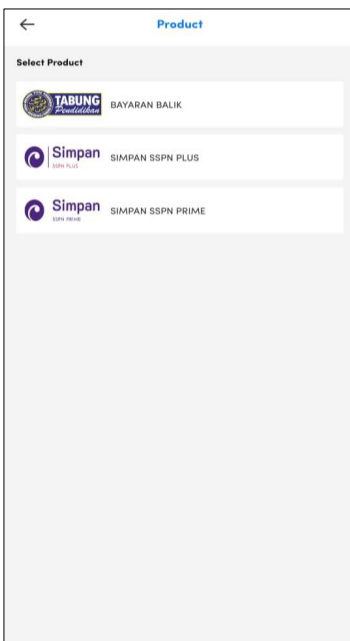 Product
Select Product
TABUNG
Pendidikan
BAYARAN BALIK
Simpan
SSPN PLUS
SIMPAN SSPN PLUS
Simpan
SSPN PRIME
SIMPAN SSPN PRIME